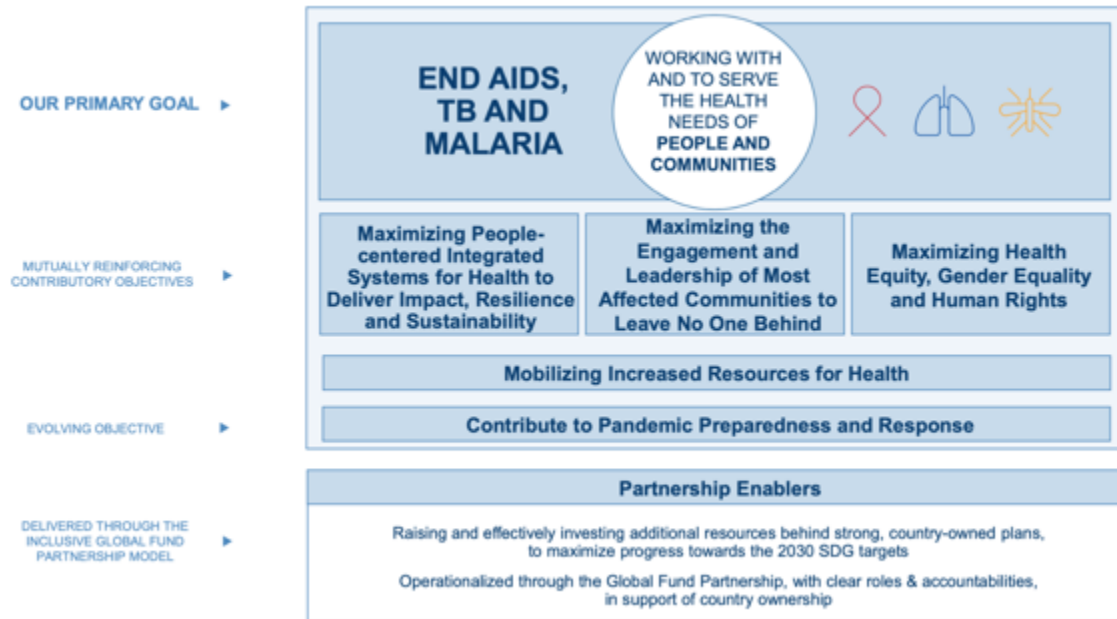 OUR PRIMARY GOAL
END AIDS,
TB AND
MALARIA
WORKING WITH
AND TO SERVE
THE HEALTH
NEEDS OF
PEOPLE AND
COMMUNITIES
MUTUALLY REINFORCING
CONTRIBUTORY OBJECTIVES
Maximizing People-
centered Integrated
Systems for Health to
Deliver Impact, Resilience
and Sustainability
Maximizing the
Engagement and
Leadership of Most
Affected Communities to
Leave No One Behind
Maximizing Health
Equity, Gender Equality
and Human Rights
Mobilizing Increased Resources for Health
EVOLVING OBJECTIVE
Contribute to Pandemic Preparedness and Response
DELIVERED THROUGH THE
INCLUSIVE GLOBAL FUND
PARTNERSHIP MODEL
Partnership Enablers
Raising and effectively investing additional resources behind strong, country-owned plans,
to maximize progress towards the 2030 SDG targets
Operationalized through the Global Fund Partnership, with clear roles & accountabilities,
in support of country ownership